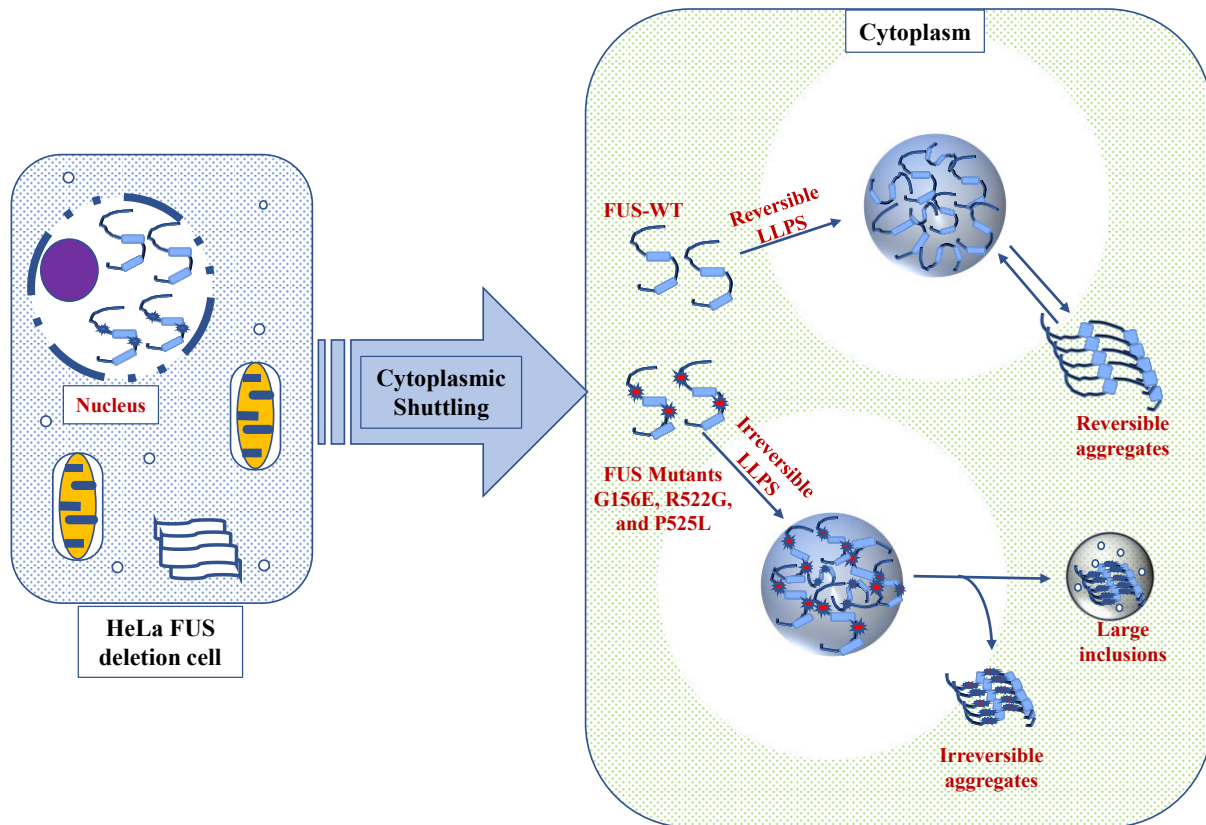 Cytoplasm
FUS-WT
Reversible
LLPS
Nucleus
Cytoplasmic
Shuttling
Reversible
aggregates
Irreversible
LLPS
FUS Mutants
G156E, R522G,
and P525L
HeLa FUS
deletion cell
Large
inclusions
Irreversible
aggregates